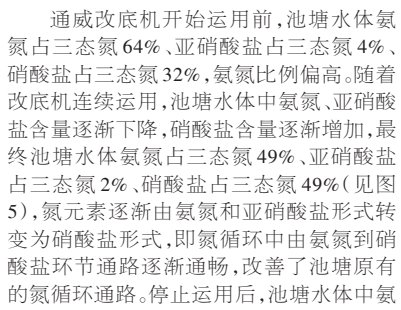 通威改底机开始运用前,池塘水体氨
氮占三态氮64%、亚硝酸盐占三态氮4%、
硝酸盐占三态氮32%,氨氮比例偏高。随着
改底机连续运用,池塘水体中氨氮、亚硝酸
盐含量逐渐下降,硝酸盐含量逐渐增加,最
终池塘水体氨氮占三态氮49%、亚硝酸盐
占三态氮2%、硝酸盐占三态氮49%(见图
5),氮元素逐渐由氨氮和亚硝酸盐形式转
变为硝酸盐形式,即氮循环中由氨氮到硝
酸盐环节通路逐渐通畅,改善了池塘原有
的氮循环通路。停止运用后,池塘水体中氨